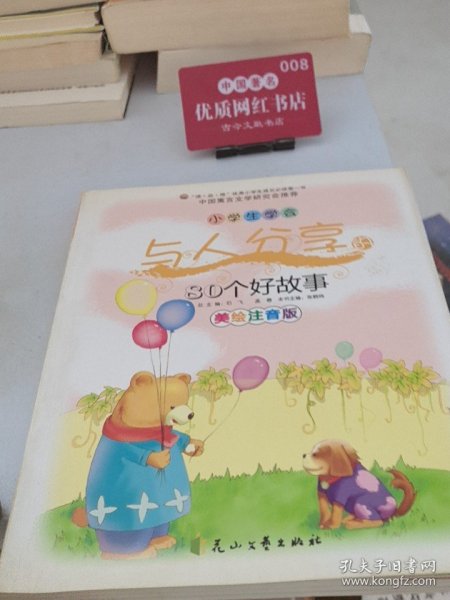 008
中国著名
优质网红书店
古今文献书店
中国寓言文学研究会推荐
小学生学会
与人分享的
80个好故事
美绘注音版
花山文艺出版社
孔夫子旧书网
www.kongfz.com